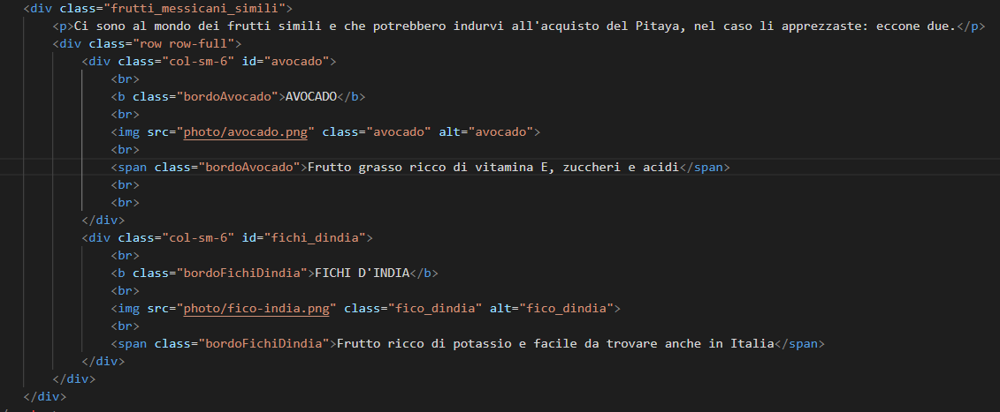 <div class="frutti_messicani_simili">
<p>Ci sono al mondo dei frutti simili e che potrebbero indurvi all'acquisto del Pitaya, nel caso li apprezzaste: eccone due.</p>
<div class="row row-full">
<div class="col-sm-6" id="avocado">
<br>
<b class="bordoAvocado">AVOCADO</b>
<br>
<img src="photo/avocado.png" class="avocado" alt="avocado">
<br>
<span class="bordoAvocado">Frutto grasso ricco di vitamina E, zuccheri e acidi</span>
<br>
<br>
</div>
<div class="col-sm-6" id="fichi_dindia">
<br>
<b class="bordoFichiDindia">FICHI D'INDIA</b>
<br>
<img src="photo/fico-india.png" class="fico_dindia" alt="fico_dindia">
<br>
<span class="bordoFichiDindia">Frutto ricco di potassio e facile da trovare anche in Italia</span>
</div>
</div>
</div>